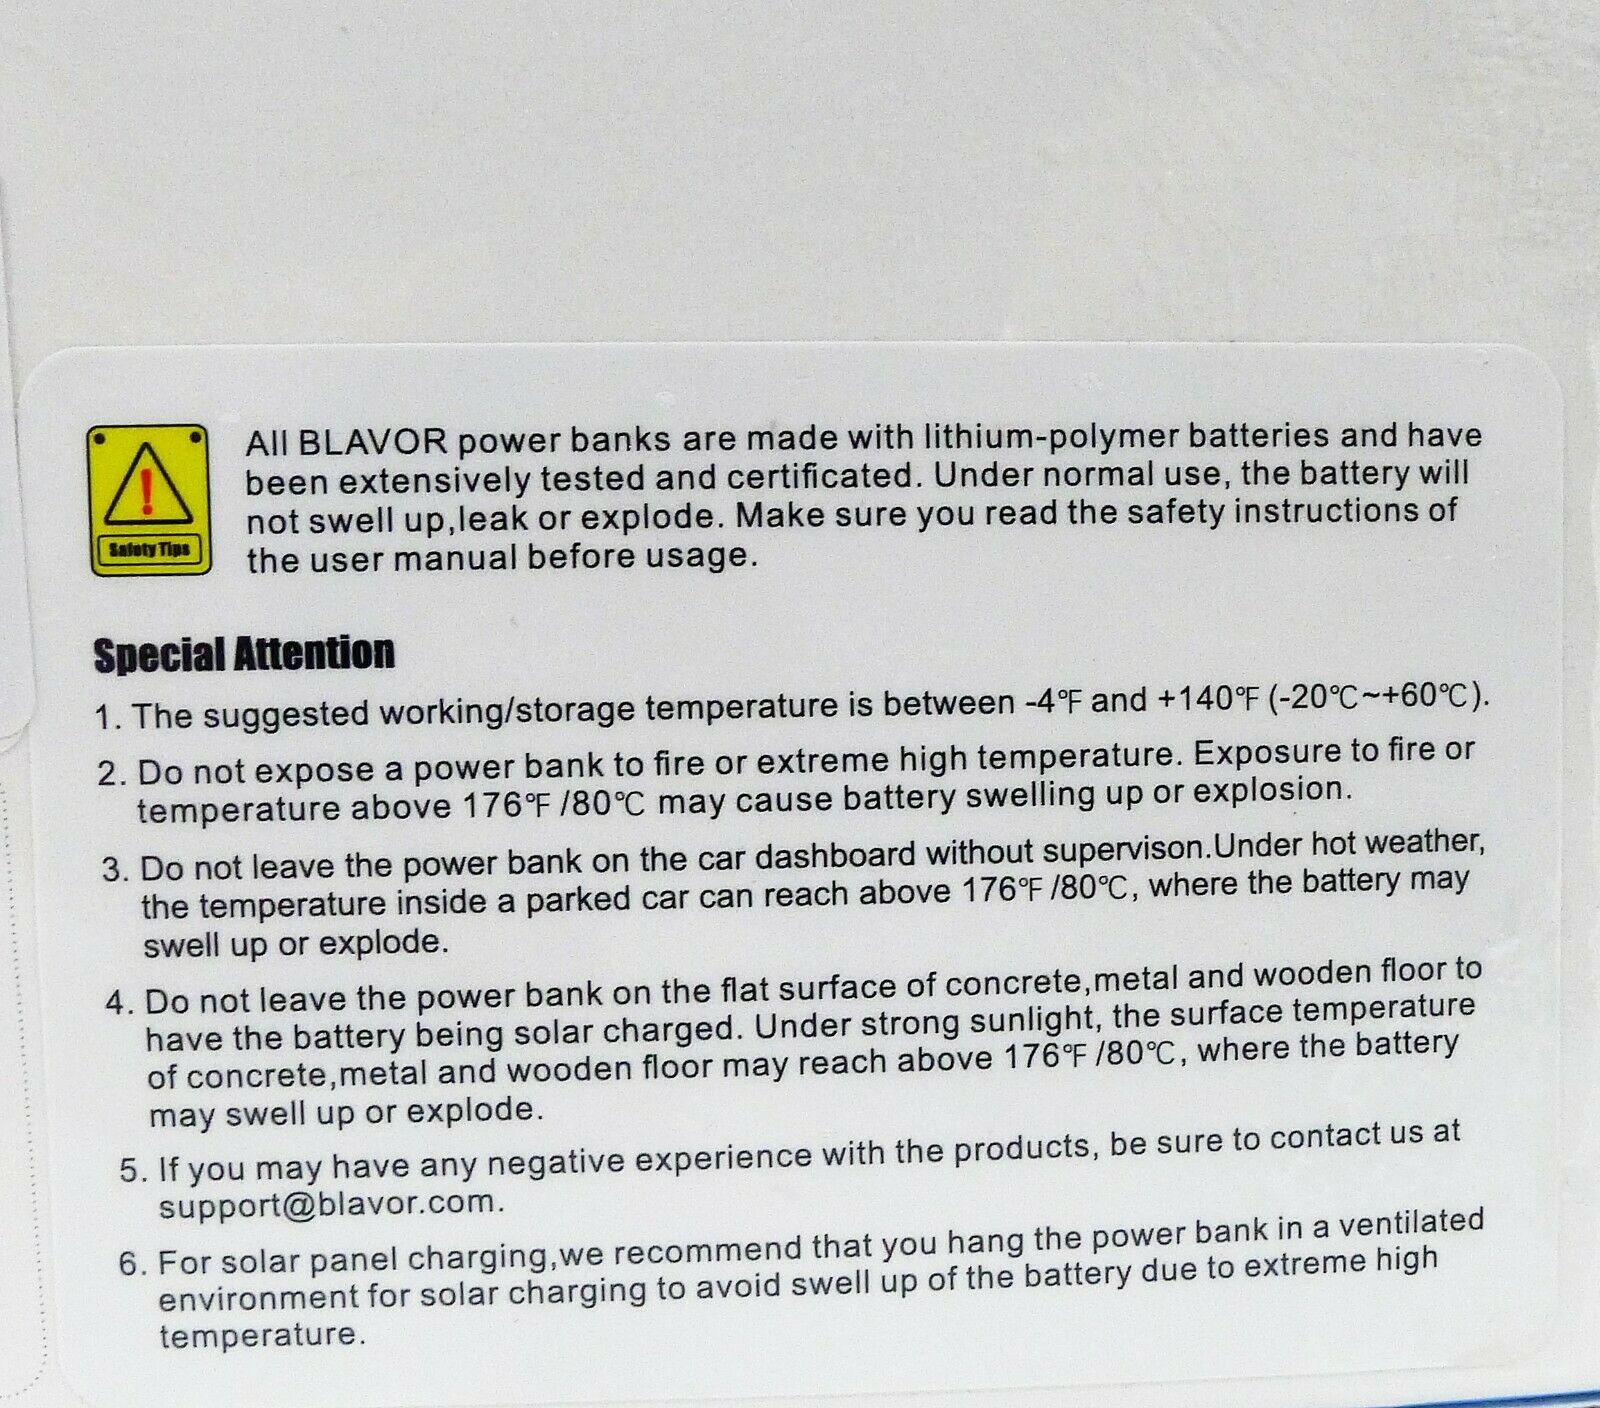 All BLAVOR power banks are made with lithium-polymer batteries and have
been extensively tested and certificated. Under normal use, the battery will
not swell up,leak or explode. Make sure you read the safety instructions of
the user manual before usage.
Safety Tips
Special Attention
1. The suggested working/storage temperature is between -4℉ and +140℉ (-20℃~+60℃).
2. Do not expose a power bank to fire or extreme high temperature. Exposure to fire or
temperature above 176℉ /80℃ may cause battery swelling up or explosion.
3. Do not leave the power bank on the car dashboard without supervison.Under hot weather,
the temperature inside a parked car can reach above 176℉ /80℃, where the battery may
swell up or explode.
4. Do not leave the power bank on the flat surface of concrete,metal and wooden floor to
have the battery being solar charged. Under strong sunlight, the surface temperature
of concrete,metal and wooden floor may reach above 176℉ /80℃, where the battery
may swell up or explode.
5. If you may have any negative experience with the products, be sure to contact us at
support@blavor.com.
6. For solar panel charging,we recommend that you hang the power bank in a ventilated
environment for solar charging to avoid swell up of the battery due to extreme high
temperature.